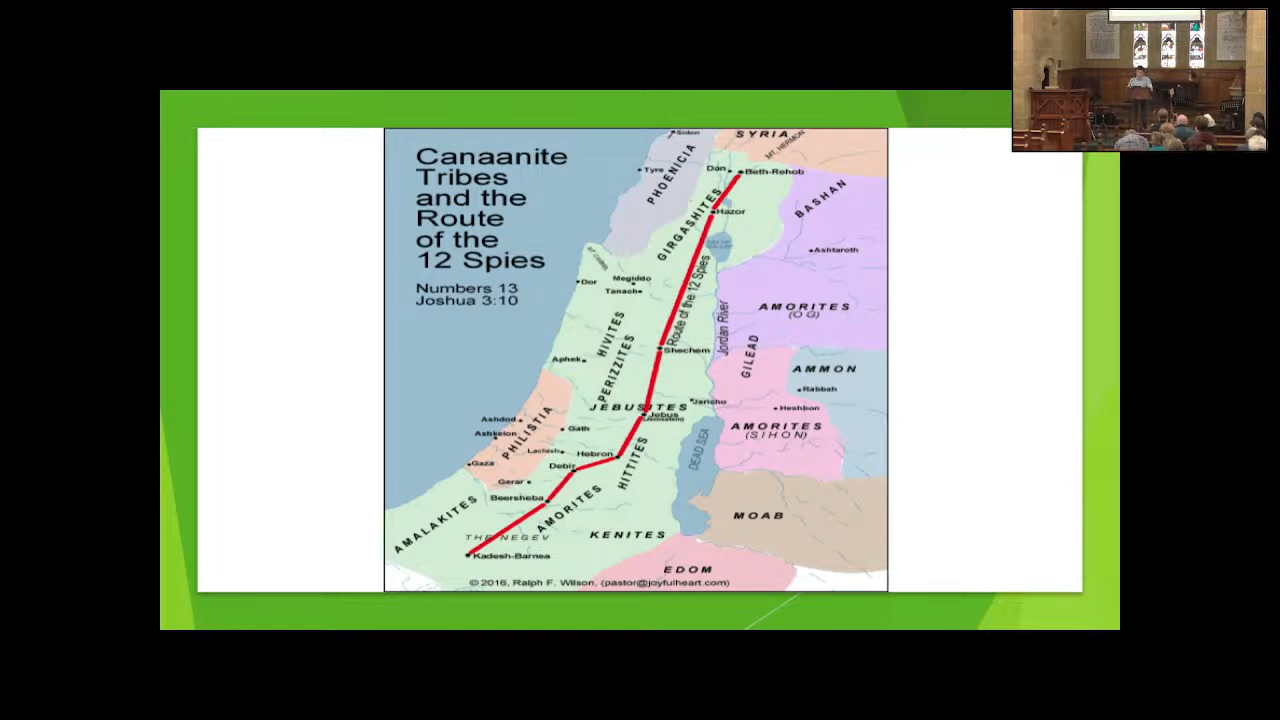 Canaanite
Tribes
and the
Route
of the
12 Spies
Numbers 13
Joshua 3:10
Sidon
SYRIA
MT. HERMON
Tyre
PHOENICIA
Dan
Beth-Rehob
BASHAN
GIRGASHITES
Hazor
Ashtaroth
Dor
Megiddo
Tanach
Route of the 12 Spies
Jordan River
AMORITES
(OG)
HIVITES
PERIZZITES
Shechem
GILEAD
Aphek
AMMON
Rabbah
JEBUSITES
Jericho
Heshbon
Jebus
(Jerusalem)
Ashdod
Gath
AMORITES
(SIHON)
Ashkelon
PHILISTIA
Lachish
Hebron
DEAD SEA
Gaza
Debir
HITTITES
Gerar
Beersheba
AMORITES
AMALAKITES
MOAB
THE NEGEV
KENITES
Kadesh-Barnea
EDOM
©2016, Ralph F. Wilson, (pastor@joyfulheart.com)